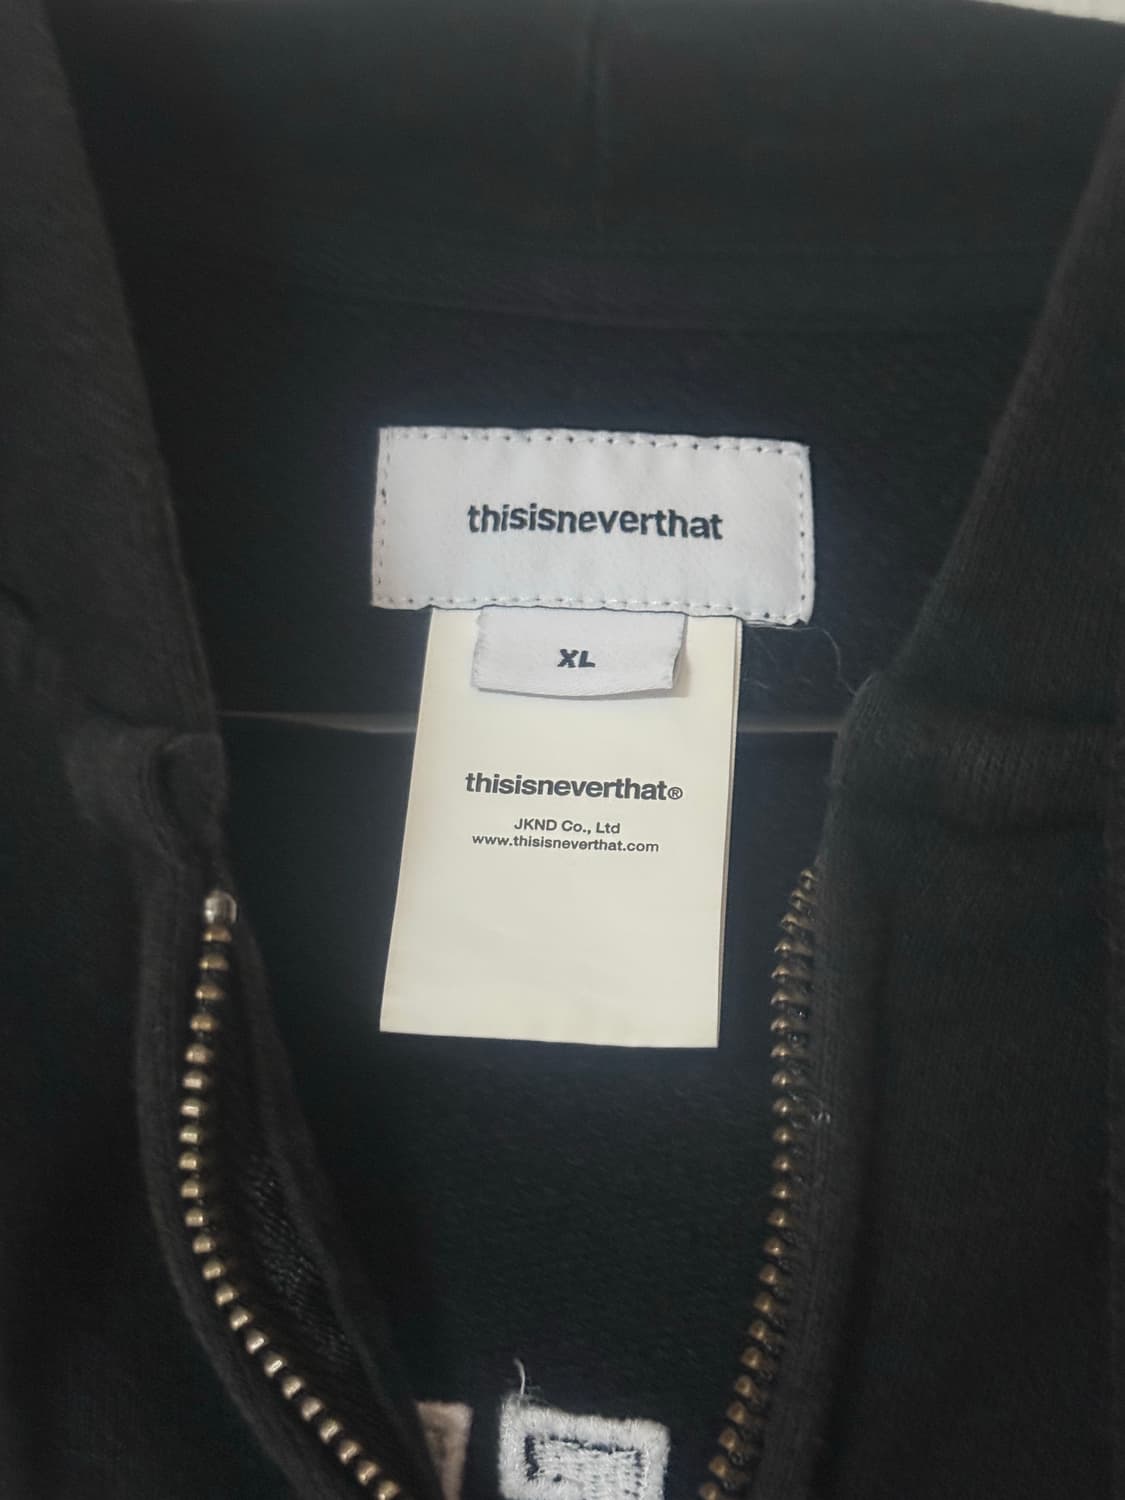 thisisneverthat
XL
thisisneverthat®
JKND Co., Ltd
www.thisisneverthat.com